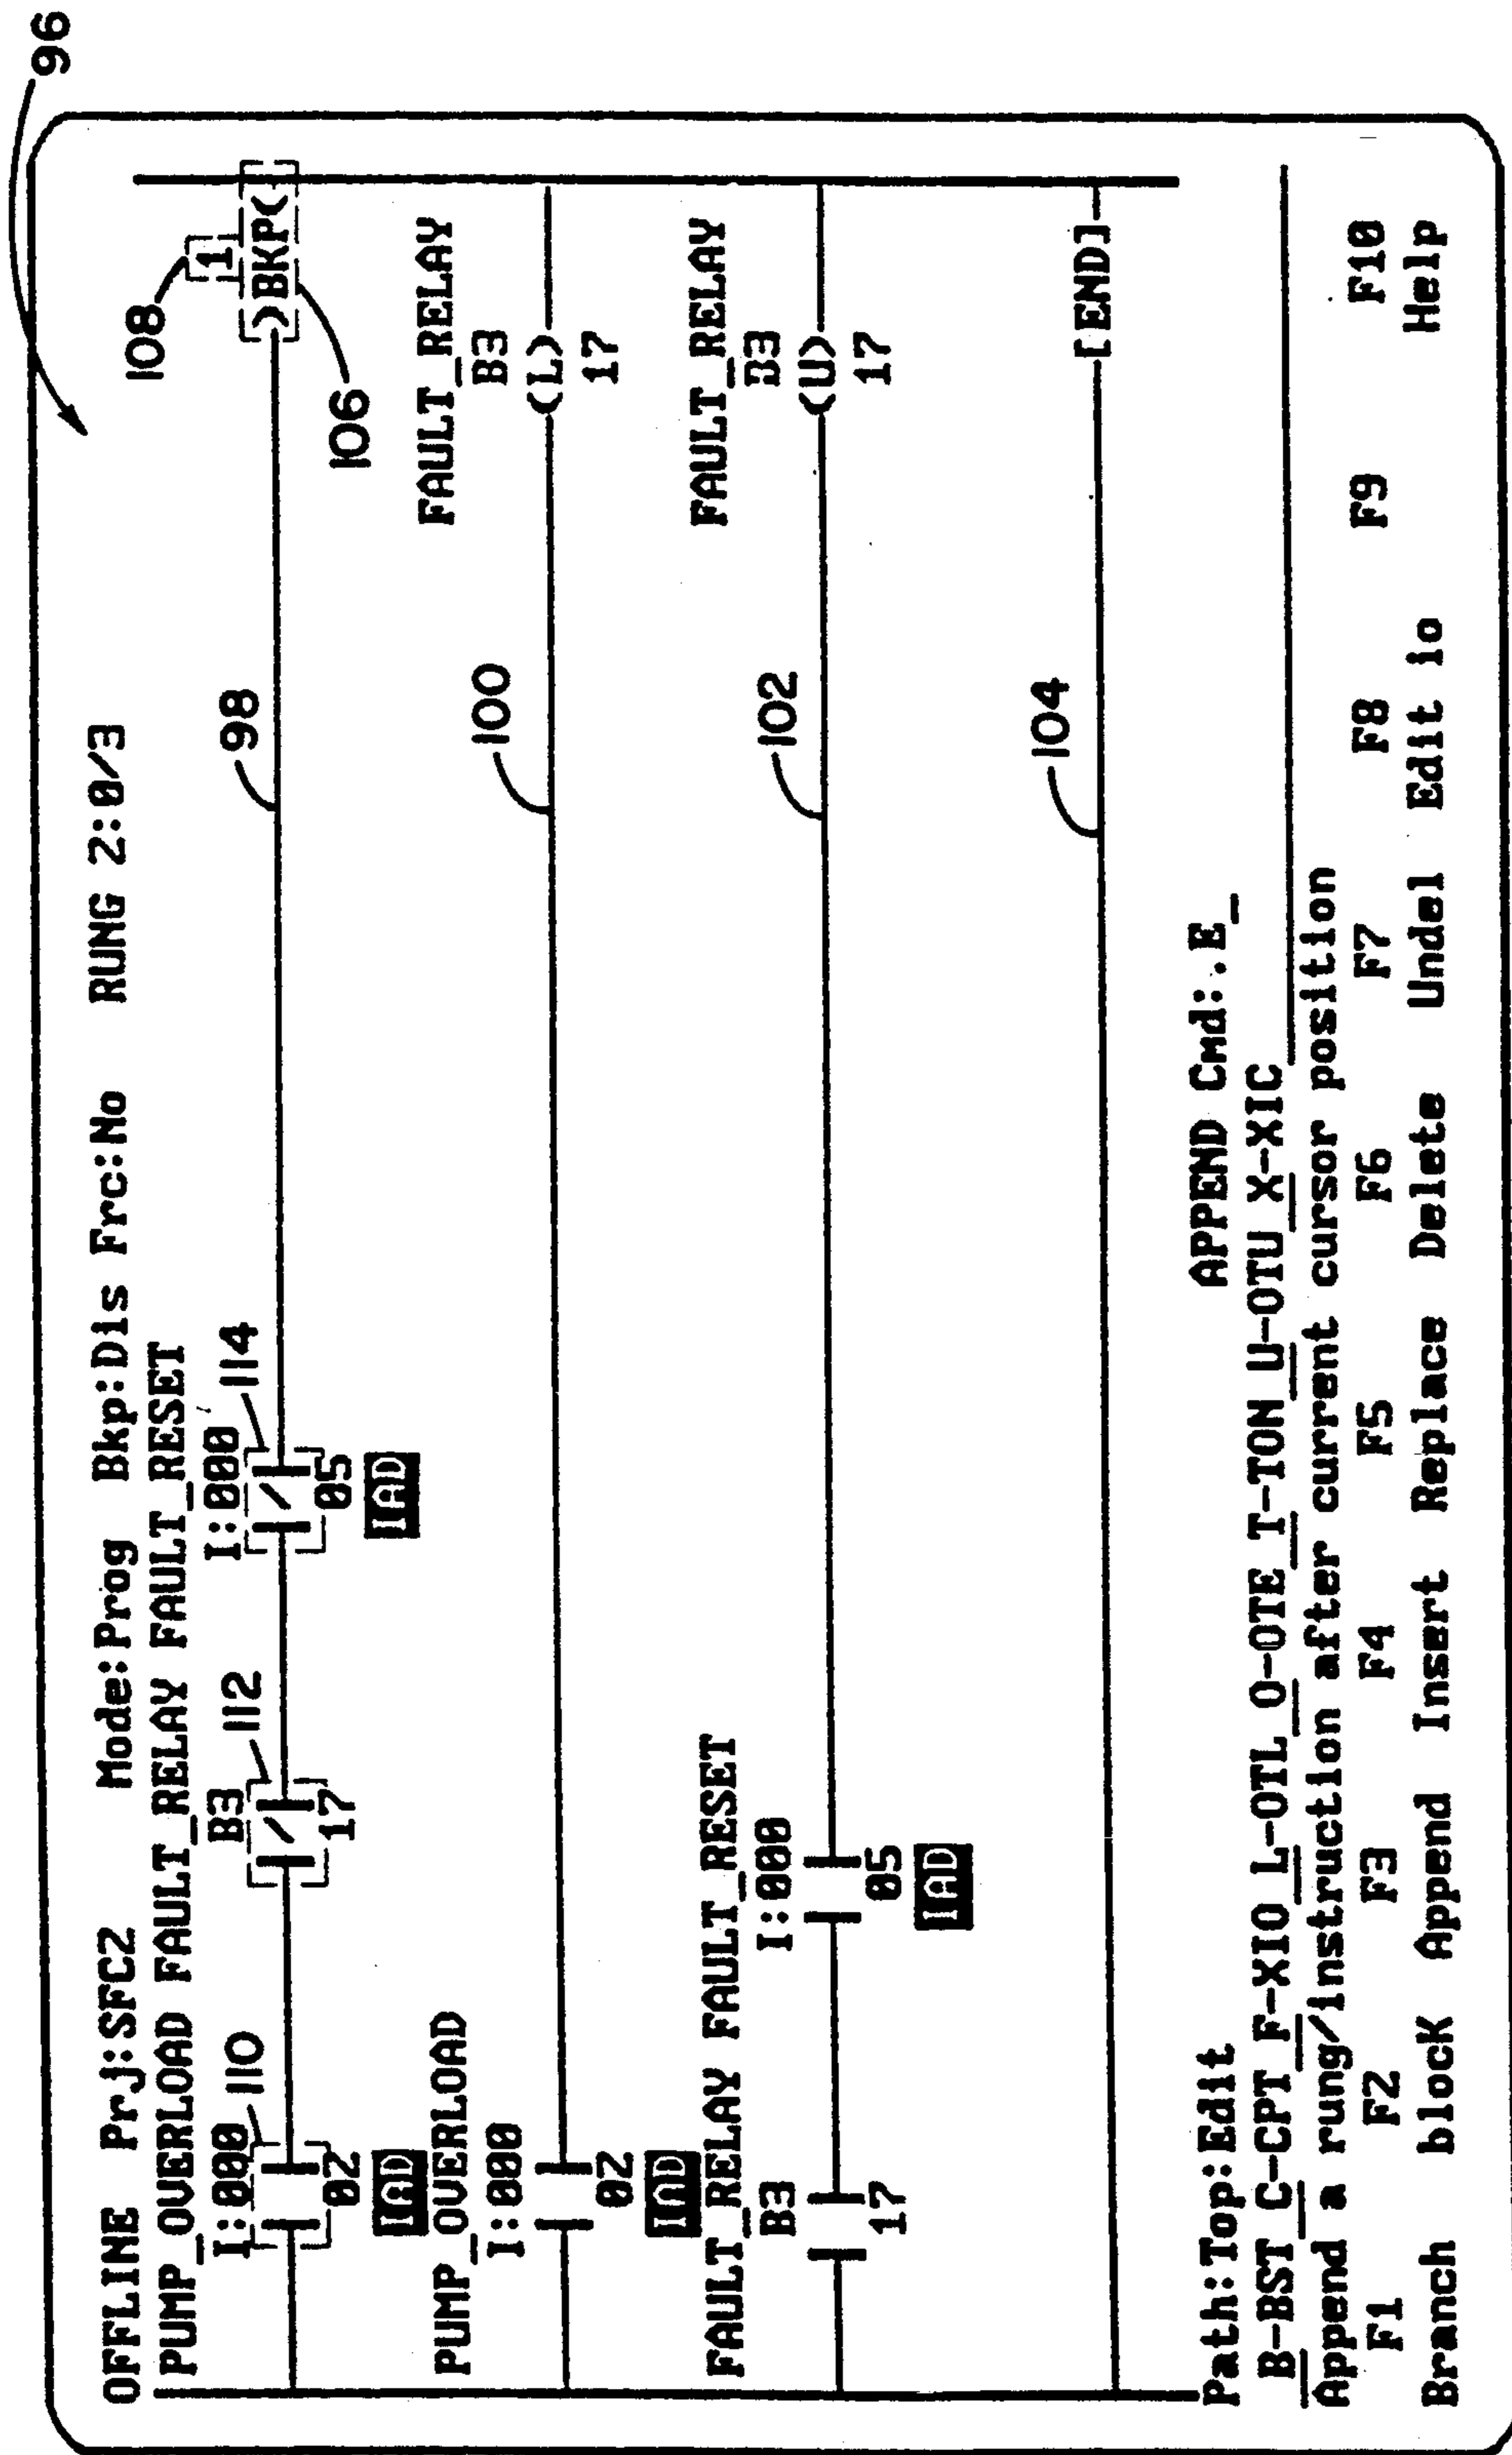 96
OFFLINE Prj:SFC2 Mode:Prog Bkp:Dis Frc:No RUNG 2:0/3
PUMP_OVERLOAD FAULT_RELAY FAULT_RESET
108
1
I:000 110 B3 112 I:000 114 98
] [ ]/[ ]/[ )BKP(
02 17 05
IAD IAD
106
PUMP_OVERLOAD FAULT_RELAY
I:000 100 B3
] [ (L)
02 17
IAD
FAULT_RELAY FAULT_RESET FAULT_RELAY
B3 I:000 102 B3
] [ ] [ (U)
17 05 17
IAD
104
[END]
Path:Top:Edit APPEND Cmd:.E_
B-BST C-CPT F-XIO L-OTL O-OTE T-TON U-OTU X-XIC
Append a rung/instruction after current cursor position
F1 F2 F3 F4 F5 F6 F7 F8 F9 F10
Branch blocK Append Insert Replace Delete Undel Edit io Help